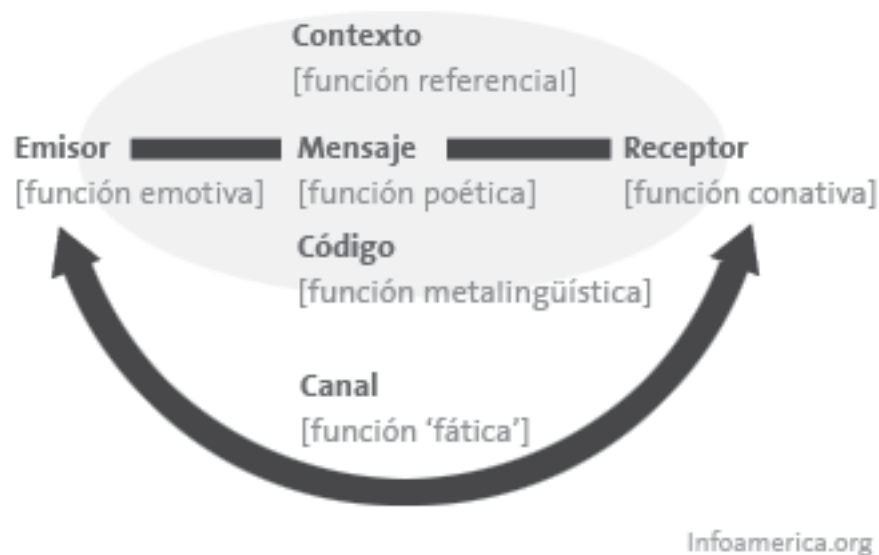 Contexto
[función referencial]
Emisor
Mensaje
Receptor
[función emotiva]
[función poética]
[función conativa]
Código
[función metalingüística]
Canal
[función ‘fática’]
Infoamerica.org